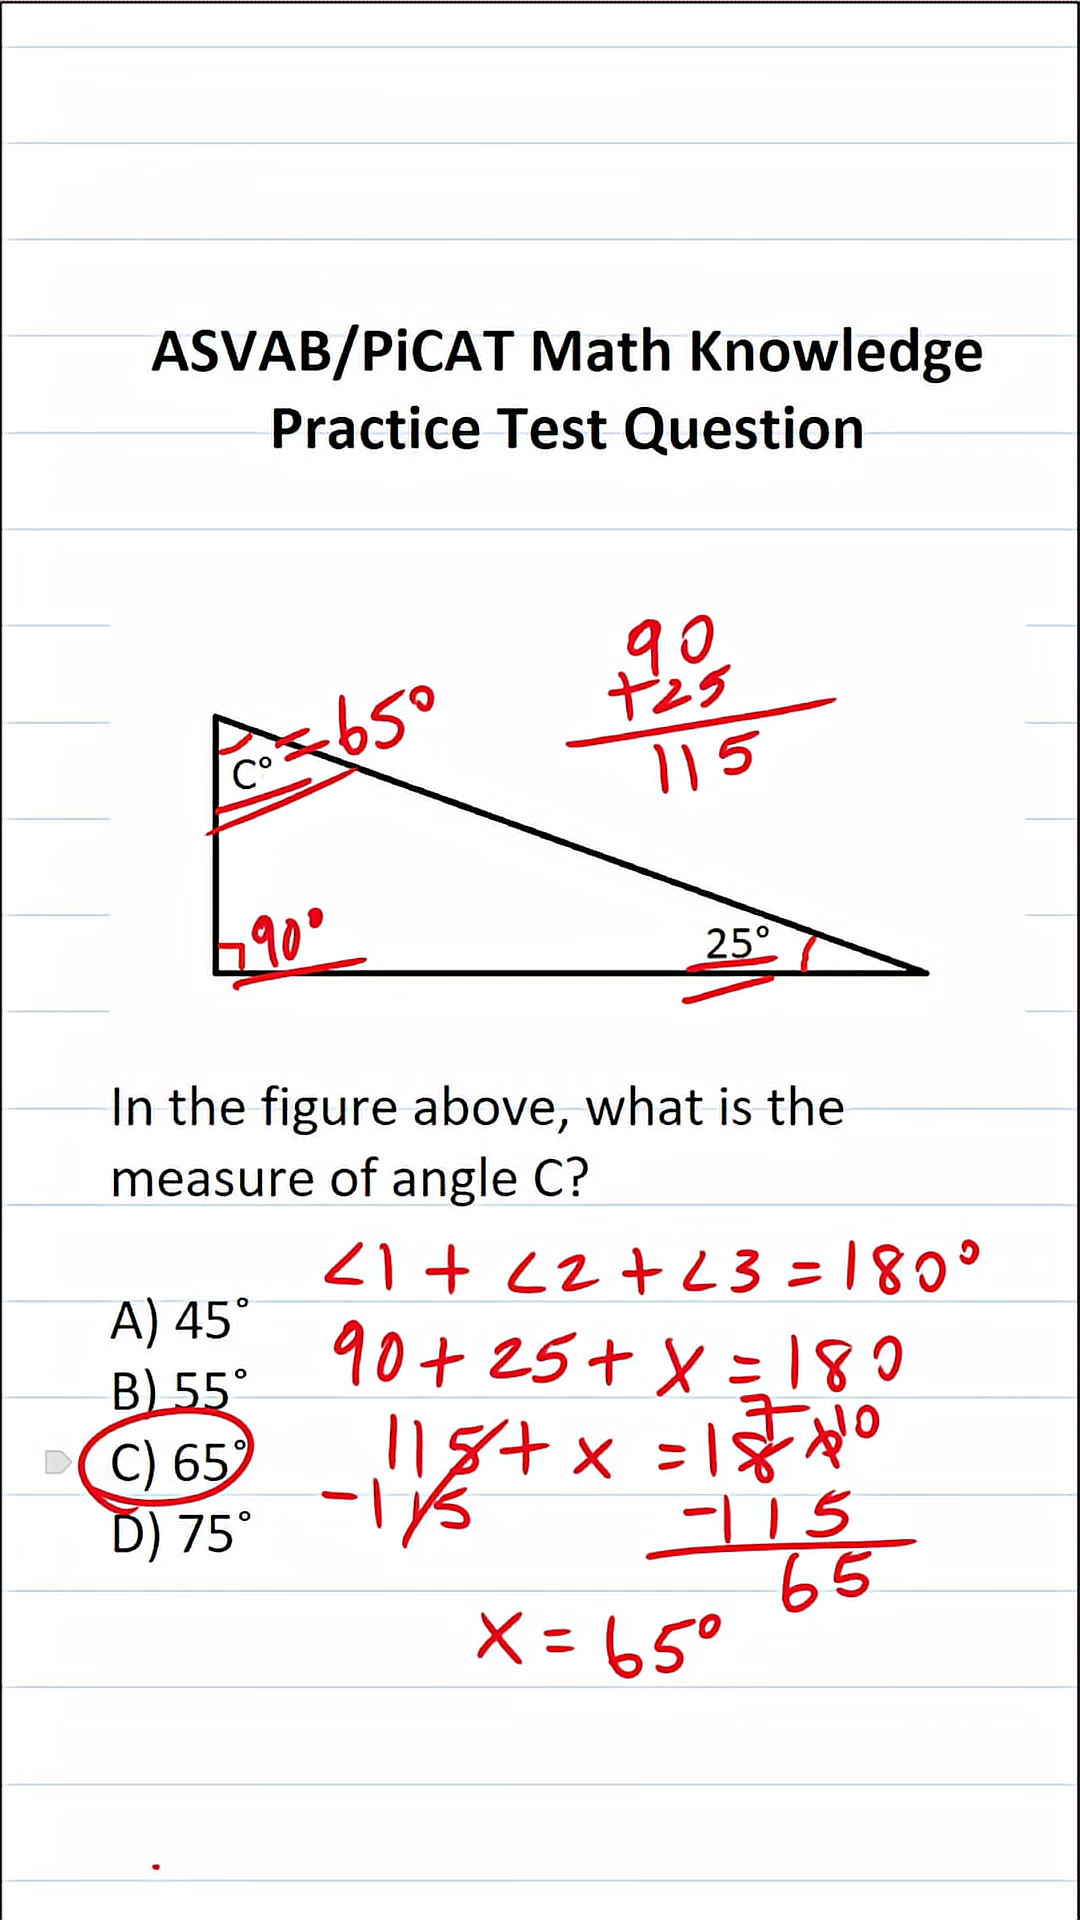 ASVAB/PiCAT Math Knowledge
Practice Test Question
90
+25
115
C° = 65°
90°
25°
In the figure above, what is the
measure of angle C?
∠1 + ∠2 + ∠3 = 180°
A) 45°
90 + 25 + x = 180
B) 55°
7 10
115 + x = 180
C) 65°
-115 -115
D) 75°
65
x = 65°